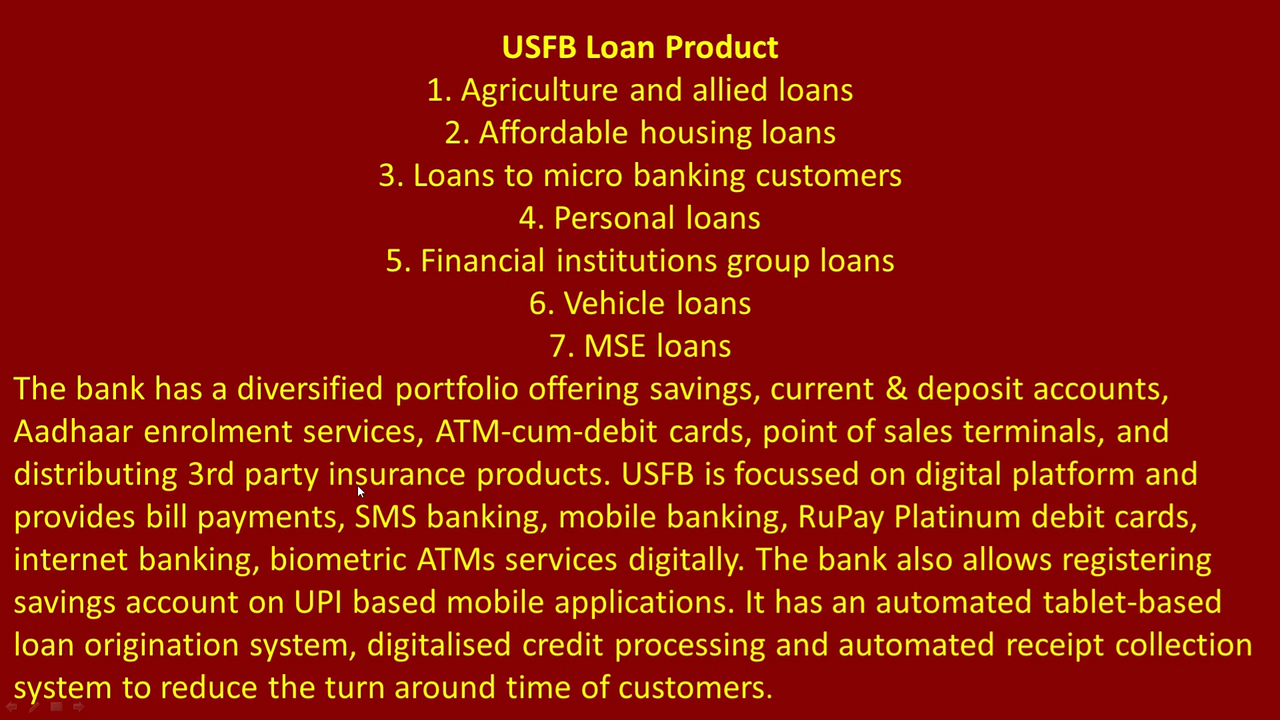 USFB Loan Product
1. Agriculture and allied loans
2. Affordable housing loans
3. Loans to micro banking customers
4. Personal loans
5. Financial institutions group loans
6. Vehicle loans
7. MSE loans
The bank has a diversified portfolio offering savings, current & deposit accounts,
Aadhaar enrolment services, ATM-cum-debit cards, point of sales terminals, and
distributing 3rd party insurance products. USFB is focussed on digital platform and
provides bill payments, SMS banking, mobile banking, RuPay Platinum debit cards,
internet banking, biometric ATMs services digitally. The bank also allows registering
savings account on UPI based mobile applications. It has an automated tablet-based
loan origination system, digitalised credit processing and automated receipt collection
system to reduce the turn around time of customers.